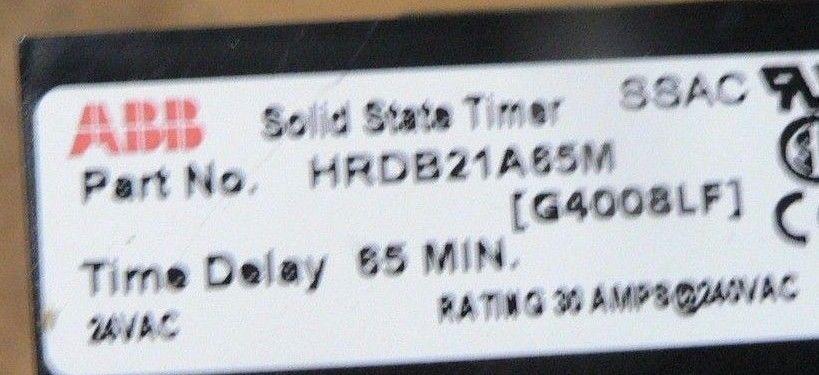 ABB Solid State Timer SSAC
Part No. HRDB21A65M
[G4008LF]
Time Delay 65 MIN.
24VAC RATING 30 AMPS@240VAC